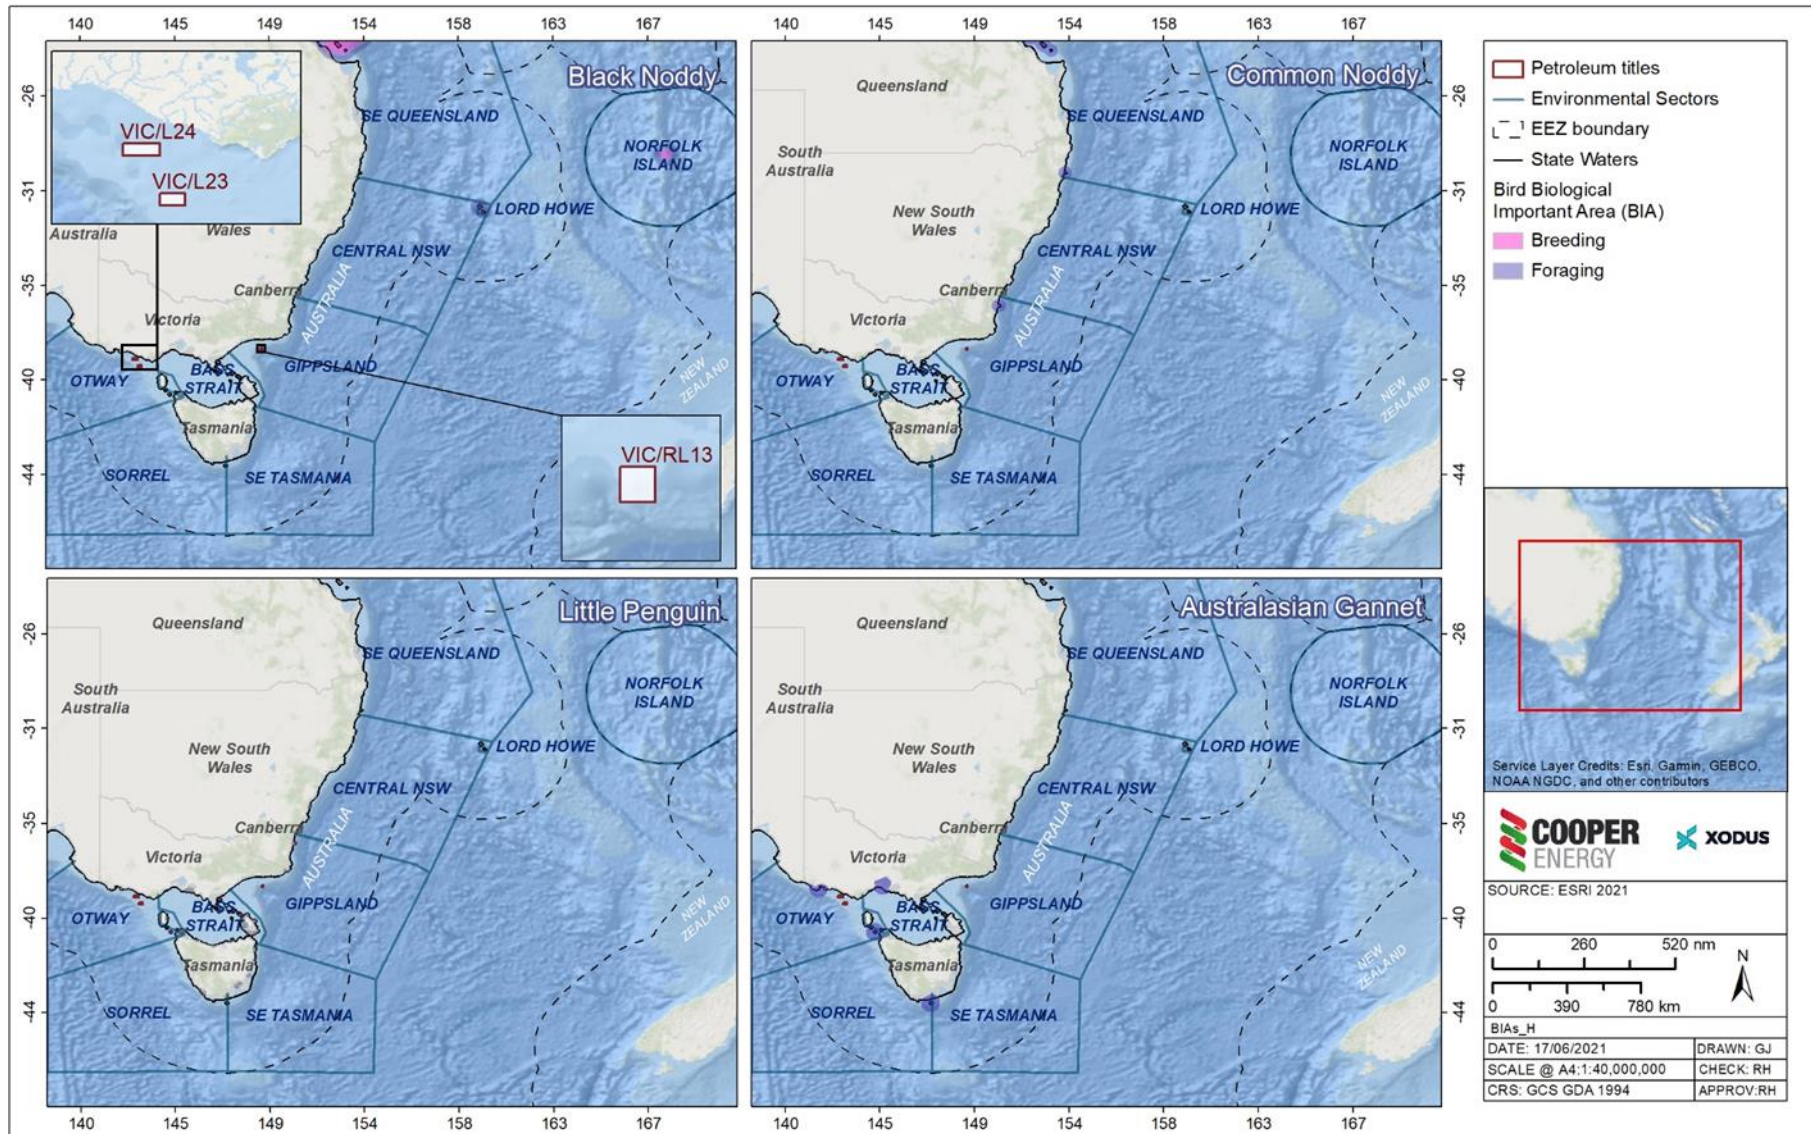 140 145 149 154 159 163 167
140 145 149 154 159 163 167
Black Noddy
VIC/L24
VIC/L23
Australia
Wales
Victoria
Canberra
AUSTRALIA
SE QUEENSLAND
NORFOLK
ISLAND
LORD HOWE
CENTRAL NSW
GIPPSLAND
OTWAY
BASS
STRAIT
Tasmania
SORREL
SE TASMANIA
NEW
ZEALAND
VIC/RL13
-26
-31
-35
-40
-44
Common Noddy
Queensland
South
Australia
New South
Wales
Canberra
Victoria
AUSTRALIA
SE QUEENSLAND
NORFOLK
ISLAND
LORD HOWE
CENTRAL NSW
GIPPSLAND
OTWAY
BASS
STRAIT
Tasmania
SORREL
SE TASMANIA
NEW
ZEALAND
-26
-31
-35
-40
-44
Little Penguin
Queensland
South
Australia
New South
Wales
Canberra
Victoria
AUSTRALIA
SE QUEENSLAND
NORFOLK
ISLAND
LORD HOWE
CENTRAL NSW
GIPPSLAND
OTWAY
BASS
STRAIT
Tasmania
SORREL
SE TASMANIA
NEW
ZEALAND
-26
-31
-35
-40
-44
140 145 149 154 159 163 167
Australasian Gannet
Queensland
South
Australia
New South
Wales
Canberra
Victoria
AUSTRALIA
SE QUEENSLAND
NORFOLK
ISLAND
LORD HOWE
CENTRAL NSW
GIPPSLAND
OTWAY
BASS
STRAIT
Tasmania
SORREL
SE TASMANIA
NEW
ZEALAND
-26
-31
-35
-40
-44
140 145 149 154 159 163 167
Petroleum titles
Environmental Sectors
EEZ boundary
State Waters
Bird Biological
Important Area (BIA)
Breeding
Foraging
Service Layer Credits: Esri, Garmin, GEBCO,
NOAA NGDC, and other contributors
COOPER
ENERGY
XODUS
SOURCE: ESRI 2021
0 260 520 nm
N
0 390 780 km
BIAs_H
DATE: 17/06/2021 DRAWN: GJ
SCALE @ A4:1:40,000,000 CHECK: RH
CRS: GCS GDA 1994 APPROV:RH